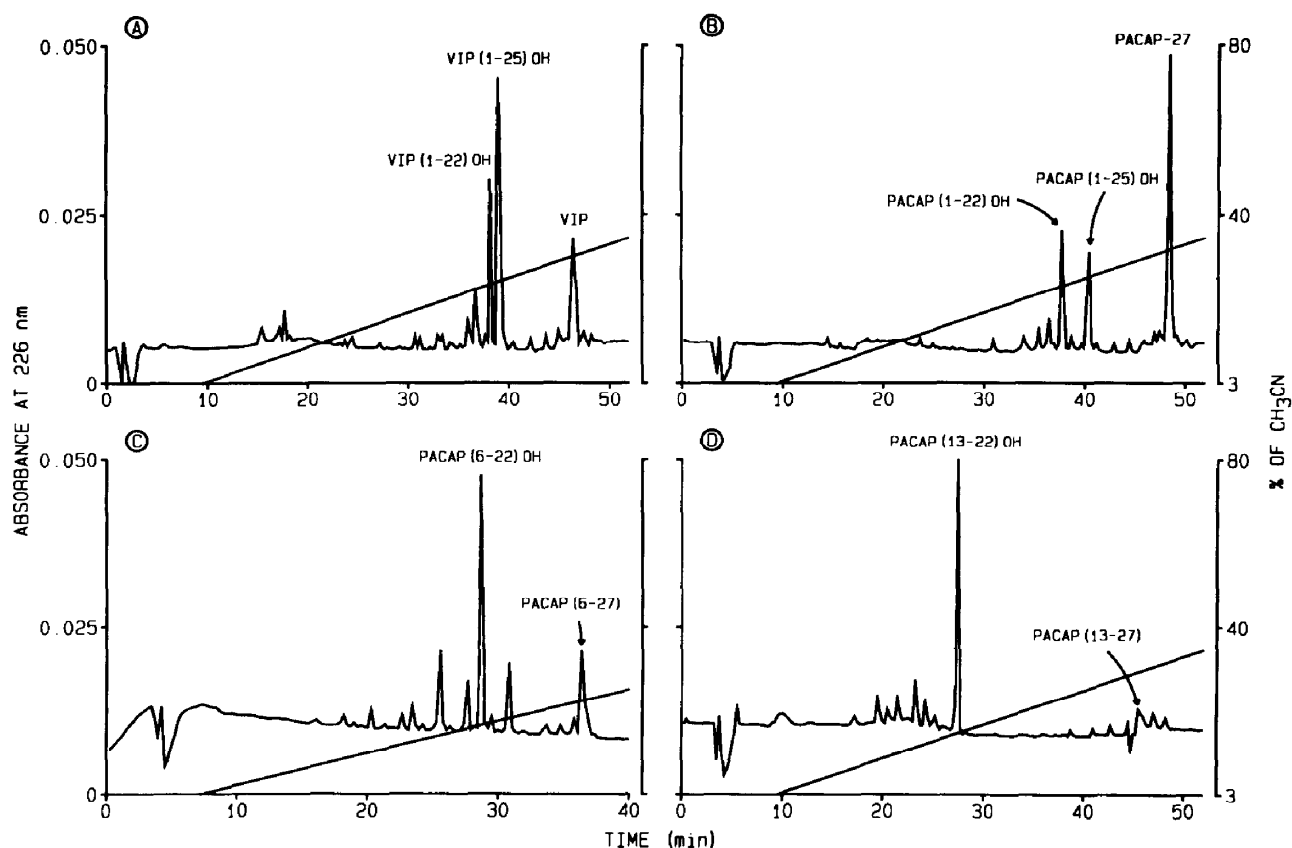 A
B
0.050
0.025
0
VIP (1-25) OH
VIP (1-22) OH
VIP
0 10 20 30 40 50
PACAP-27
PACAP (1-22) OH
PACAP (1-25) OH
80
40
3
0 10 20 30 40 50
C
D
0.050
0.025
0
PACAP (6-22) OH
PACAP (6-27)
0 10 20 30 40
PACAP (13-22) OH
PACAP (13-27)
80
40
3
0 10 20 30 40 50
ABSORBANCE AT 226 nm
% OF CH3CN
TIME (min)